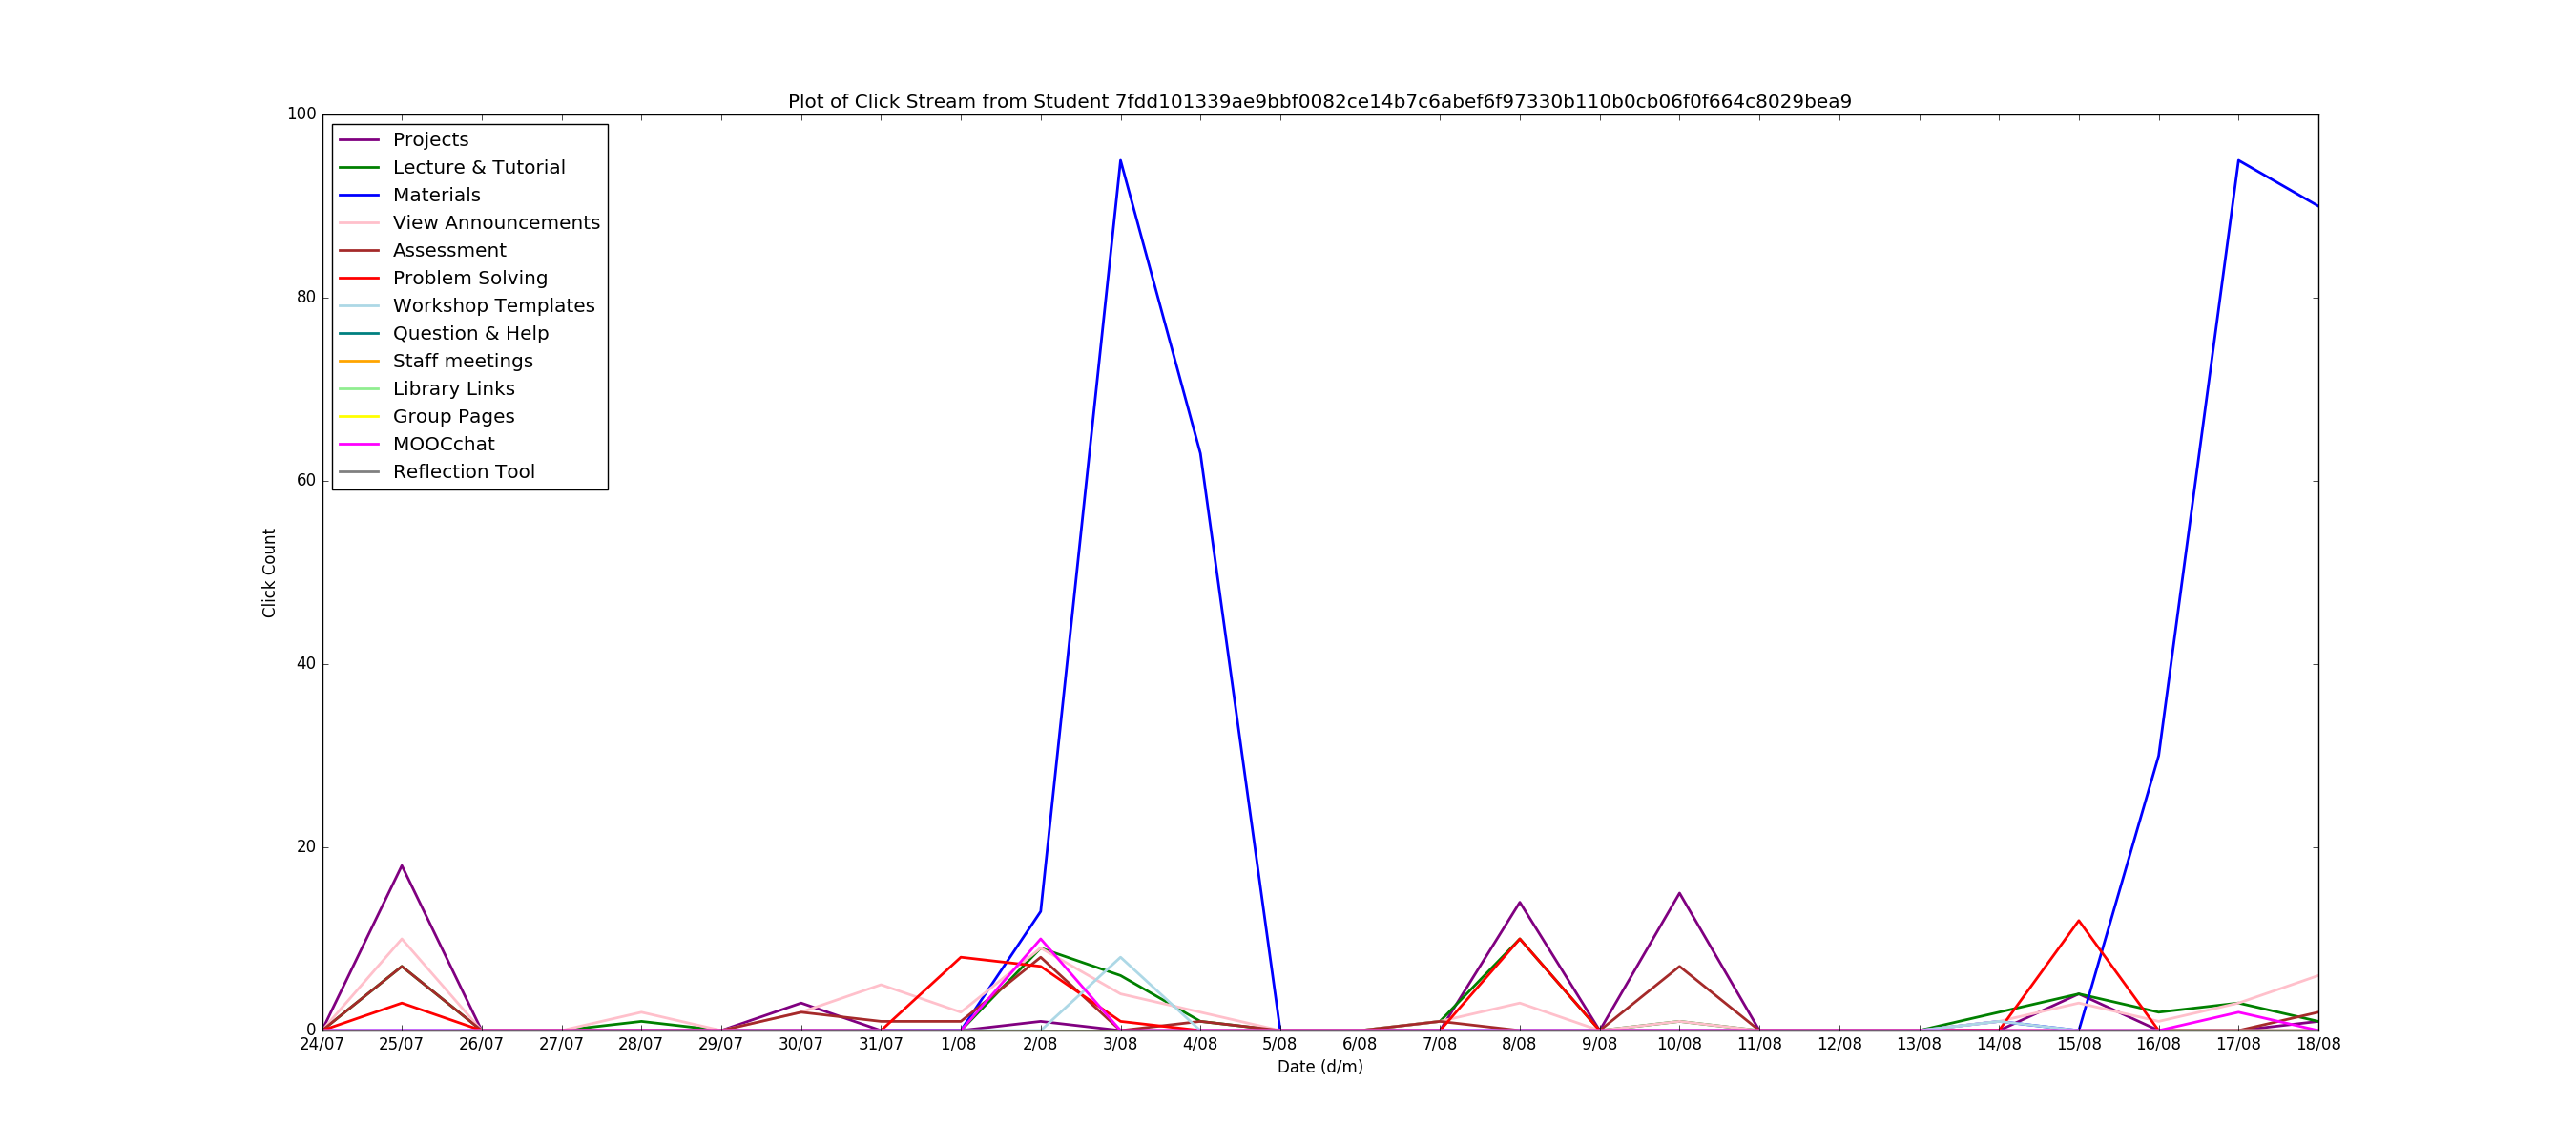 Plot of Click Stream from Student 7fdd101339ae9bbf0082ce14b7c6abef6f97330b110b0cb06f0f664c8029bea9
100
80
60
40
20
0
Click Count
Projects
Lecture & Tutorial
Materials
View Announcements
Assessment
Problem Solving
Workshop Templates
Question & Help
Staff meetings
Library Links
Group Pages
MOOCchat
Reflection Tool
24/07 25/07 26/07 27/07 28/07 29/07 30/07 31/07 1/08 2/08 3/08 4/08 5/08 6/08 7/08 8/08 9/08 10/08 11/08 12/08 13/08 14/08 15/08 16/08 17/08 18/08
Date (d/m)